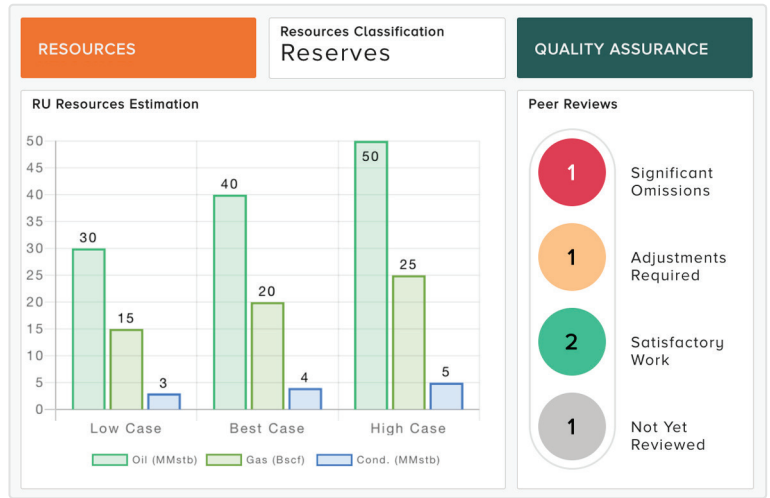 RESOURCES
Resources Classification
Reserves
QUALITY ASSURANCE
RU Resources Estimation
50
45
40
35
30
25
20
15
10
5
0
30
15
3
40
20
4
50
25
5
Low Case
Best Case
High Case
Oil (MMstb)
Gas (Bscf)
Cond. (MMstb)
Peer Reviews
1
Significant
Omissions
1
Adjustments
Required
2
Satisfactory
Work
1
Not Yet
Reviewed